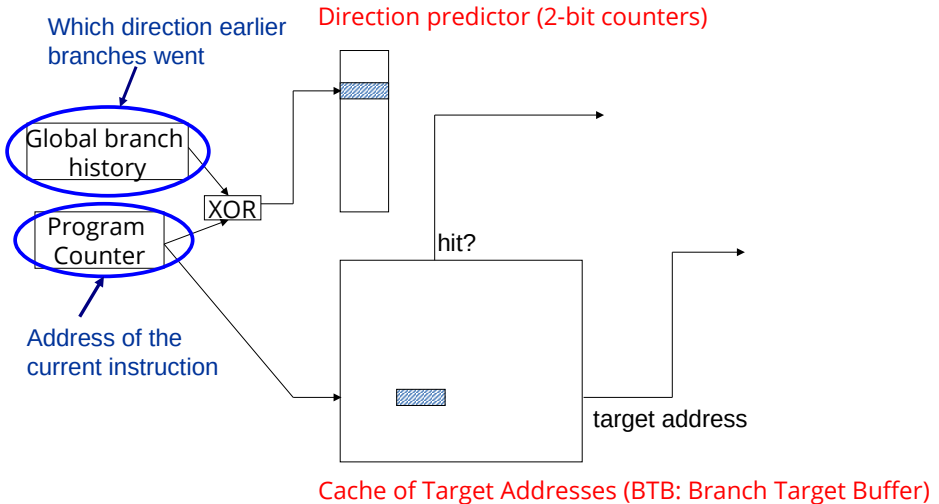 Direction predictor (2-bit counters)
Which direction earlier
branches went
Global branch
history
XOR
Program
Counter
hit?
Address of the
current instruction
target address
Cache of Target Addresses (BTB: Branch Target Buffer)